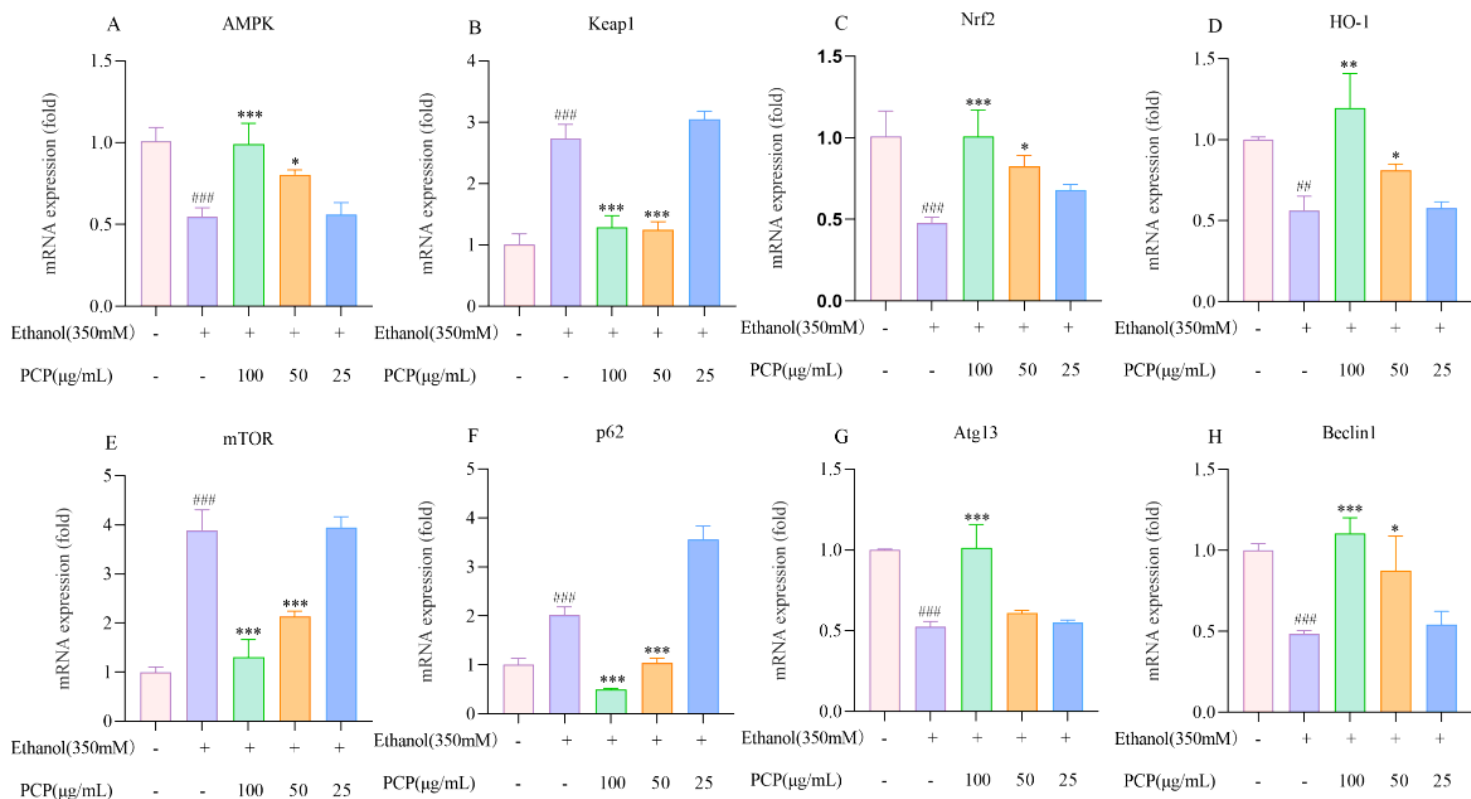 A AMPK
mRNA expression (fold)
1.5
1.0
0.5
0.0
###
***
*
Ethanol(350mM) - + + + +
PCP(μg/mL) - - 100 50 25
B Keap1
mRNA expression (fold)
4
3
2
1
0
###
***
***
Ethanol(350mM) - + + + +
PCP(μg/mL) - - 100 50 25
C Nrf2
mRNA expression (fold)
1.5
1.0
0.5
0.0
###
***
*
Ethanol(350mM) - + + + +
PCP(μg/mL) - - 100 50 25
D HO-1
mRNA expression (fold)
1.5
1.0
0.5
0.0
##
**
*
Ethanol(350mM) - + + + +
PCP(μg/mL) - - 100 50 25
E mTOR
mRNA expression (fold)
5
4
3
2
1
0
###
***
***
Ethanol(350mM) - + + + +
PCP(μg/mL) - - 100 50 25
F p62
mRNA expression (fold)
5
4
3
2
1
0
###
***
***
Ethanol(350mM) - + + + +
PCP(μg/mL) - - 100 50 25
G Atg13
mRNA expression (fold)
1.5
1.0
0.5
0.0
###
***
Ethanol(350mM) - + + + +
PCP(μg/mL) - - 100 50 25
H Beclin1
mRNA expression (fold)
1.5
1.0
0.5
0.0
###
***
*
Ethanol(350mM) - + + + +
PCP(μg/mL) - - 100 50 25